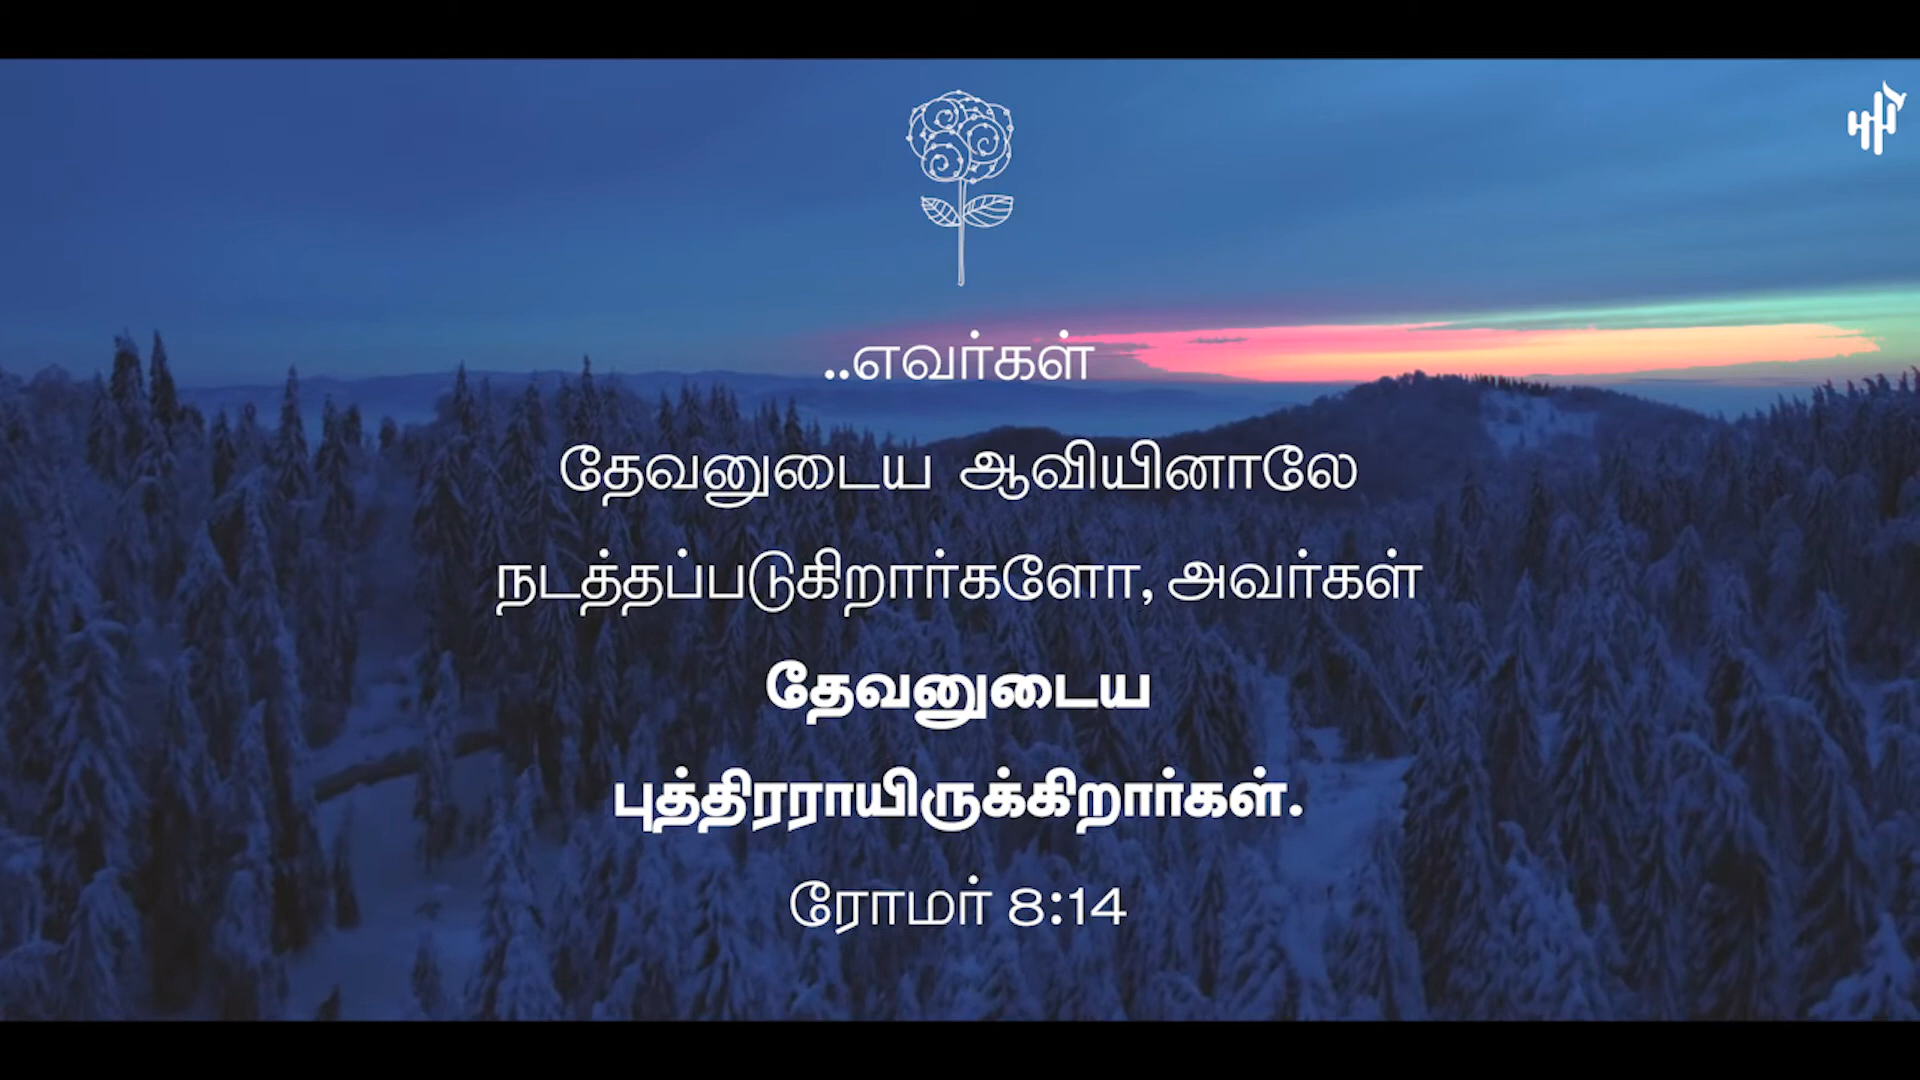 ..எவர்கள்
தேவனுடைய ஆவியினாலே
நடத்தப்படுகிறார்களோ, அவர்கள்
தேவனுடைய
புத்திரராயிருக்கிறார்கள்.
ரோமர் 8:14